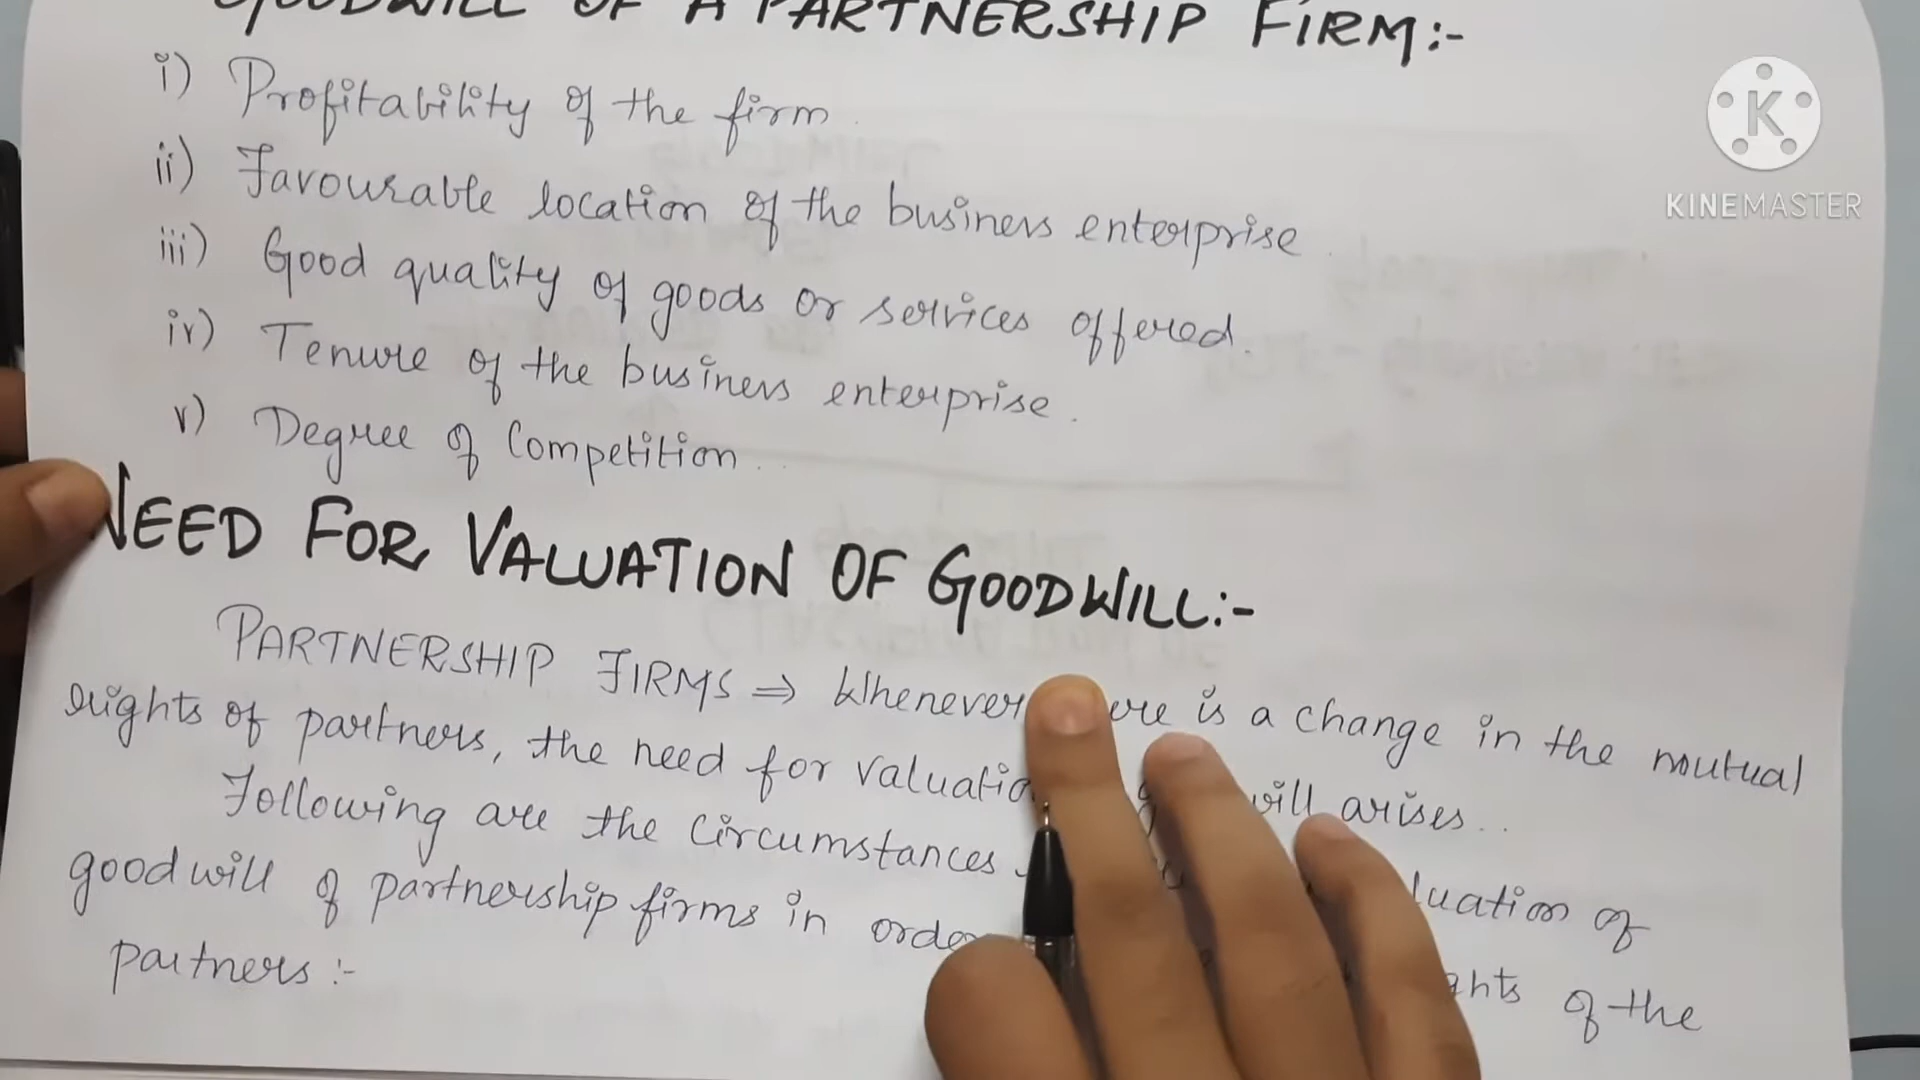 GOODWILL OF A PARTNERSHIP FIRM:-
i) Profitability of the firm
ii) Favourable location of the business enterprise
iii) Good quality of goods or services offered.
iv) Tenure of the business enterprise.
v) Degree of Competition..
NEED FOR VALUATION OF GOODWILL:-
PARTNERSHIP FIRMS ⇒ Whenever is a change in the mutual
rights of partners, the need for arises..
Following are the circumstances of
goodwill of partnership firms in of the
partners :-
K
KINEMASTER